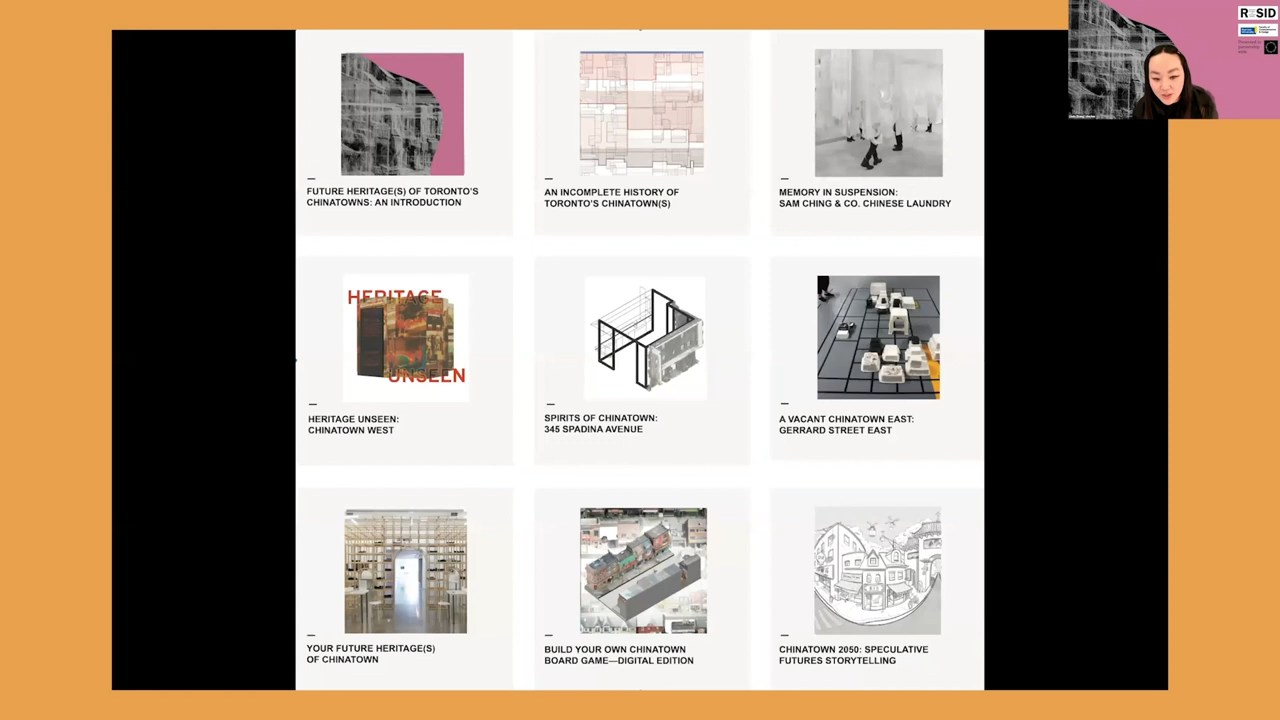 FUTURE HERITAGE(S) OF TORONTO'S
CHINATOWNS: AN INTRODUCTION
AN INCOMPLETE HISTORY OF
TORONTO'S CHINATOWN(S)
MEMORY IN SUSPENSION:
SAM CHING & CO. CHINESE LAUNDRY
HERITAGE
UNSEEN
HERITAGE UNSEEN:
CHINATOWN WEST
SPIRITS OF CHINATOWN:
345 SPADINA AVENUE
A VACANT CHINATOWN EAST:
GERRARD STREET EAST
YOUR FUTURE HERITAGE(S)
OF CHINATOWN
BUILD YOUR OWN CHINATOWN
BOARD GAME—DIGITAL EDITION
CHINATOWN 2050: SPECULATIVE
FUTURES STORYTELLING